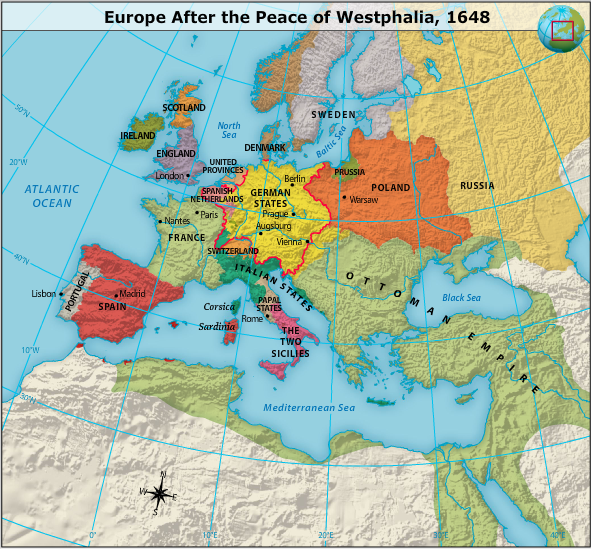 Europe After the Peace of Westphalia, 1648
50°N
20°W
40°N
10°W
30°N
0°
10°E
20°E
30°E
40°E
ATLANTIC
OCEAN
North
Sea
Baltic Sea
Black Sea
Mediterranean Sea
SCOTLAND
IRELAND
ENGLAND
London
SWEDEN
DENMARK
UNITED
PROVINCES
SPANISH
NETHERLANDS
GERMAN
STATES
Berlin
Prague
Augsburg
Vienna
PRUSSIA
POLAND
Warsaw
RUSSIA
Nantes
Paris
FRANCE
SWITZERLAND
ITALIAN STATES
PAPAL
STATES
Rome
Corsica
Sardinia
THE
TWO
SICILIES
Lisbon
PORTUGAL
Madrid
SPAIN
OTTOMAN EMPIRE
N
W
E
S